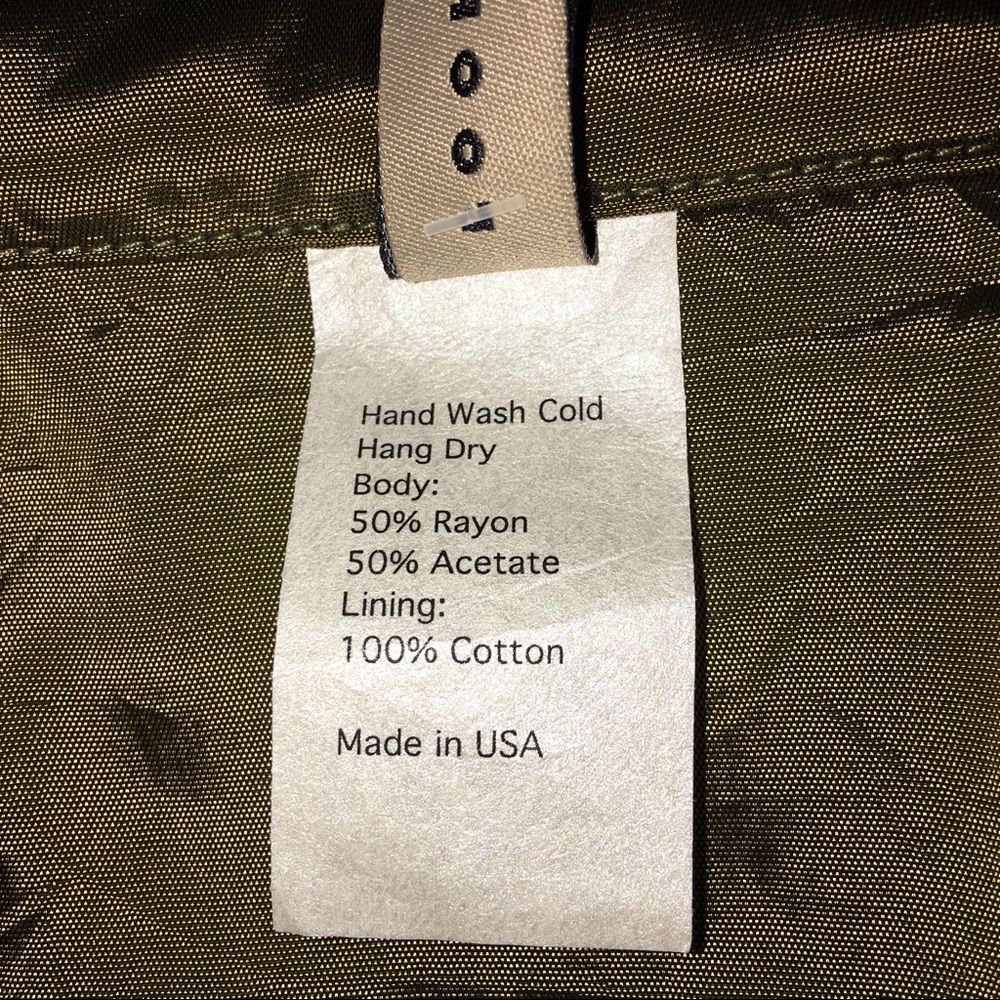 Hand Wash Cold
Hang Dry
Body:
50% Rayon
50% Acetate
Lining:
100% Cotton
Made in USA